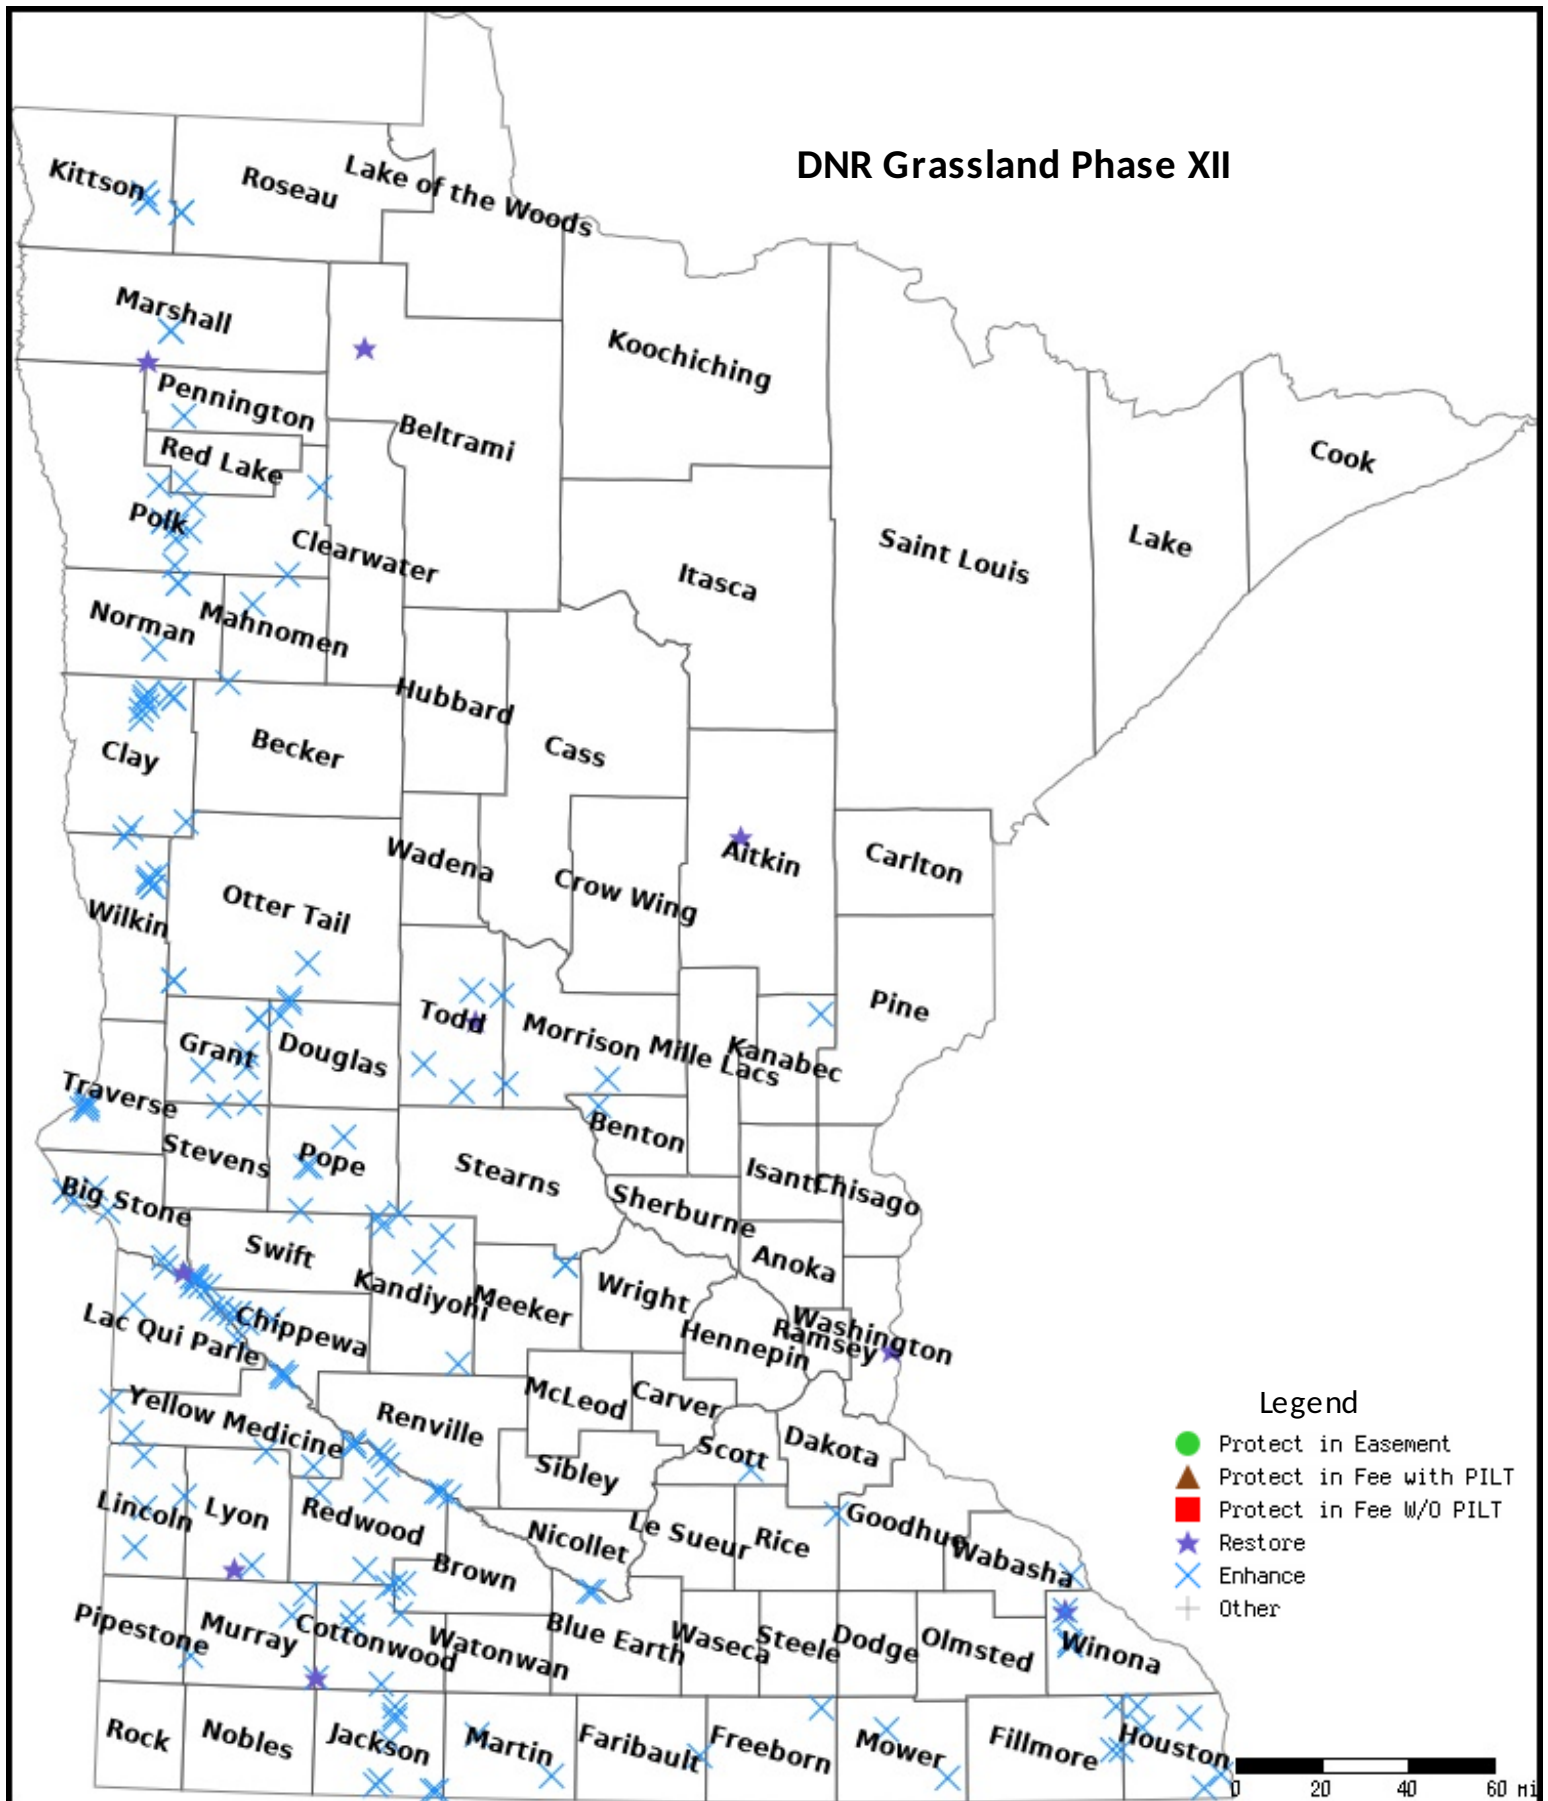 DNR Grassland Phase XII
Kittson
Roseau
Lake of the Woods
Marshall
Koochiching
Pennington
Beltrami
Red Lake
Cook
Polk
Clearwater
Saint Louis
Lake
Itasca
Norman
Mahnomen
Hubbard
Clay
Becker
Cass
Wadena
Aitkin
Carlton
Crow Wing
Otter Tail
Wilkin
Todd
Morrison
Mille Lacs
Kanabec
Pine
Grant
Douglas
Traverse
Stevens
Pope
Stearns
Benton
Isanti
Chisago
Big Stone
Sherburne
Swift
Anoka
Kandiyohi
Meeker
Wright
Lac Qui Parle
Chippewa
Hennepin
Ramsey
Washington
McLeod
Carver
Yellow Medicine
Renville
Scott
Dakota
Sibley
Lincoln
Lyon
Redwood
Nicollet
Le Sueur
Rice
Goodhue
Wabasha
Brown
Pipestone
Murray
Cottonwood
Watonwan
Blue Earth
Waseca
Steele
Dodge
Olmsted
Winona
Rock
Nobles
Jackson
Martin
Faribault
Freeborn
Mower
Fillmore
Houston
Legend
Protect in Easement
Protect in Fee with PILT
Protect in Fee W/O PILT
Restore
Enhance
Other
0 20 40 60 mi